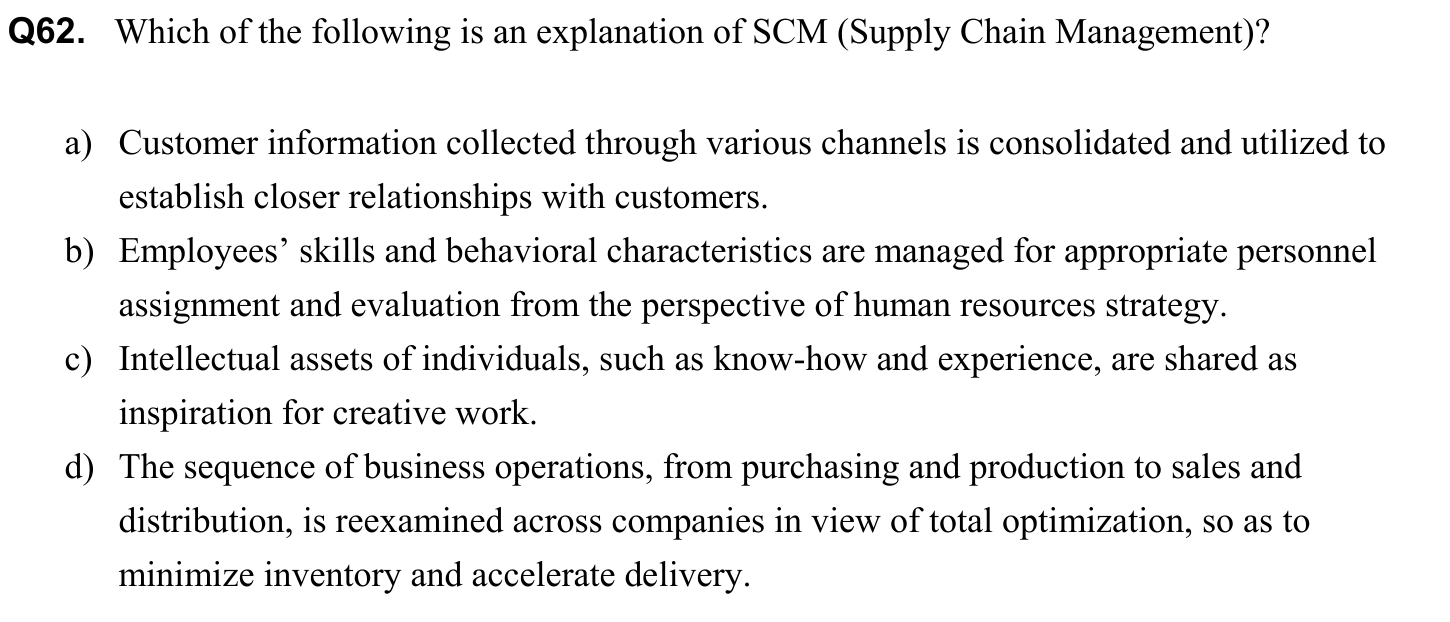 Q62. Which of the following is an explanation of SCM (Supply Chain Management)?
a) Customer information collected through various channels is consolidated and utilized to
establish closer relationships with customers.
b) Employees’ skills and behavioral characteristics are managed for appropriate personnel
assignment and evaluation from the perspective of human resources strategy.
c) Intellectual assets of individuals, such as know-how and experience, are shared as
inspiration for creative work.
d) The sequence of business operations, from purchasing and production to sales and
distribution, is reexamined across companies in view of total optimization, so as to
minimize inventory and accelerate delivery.